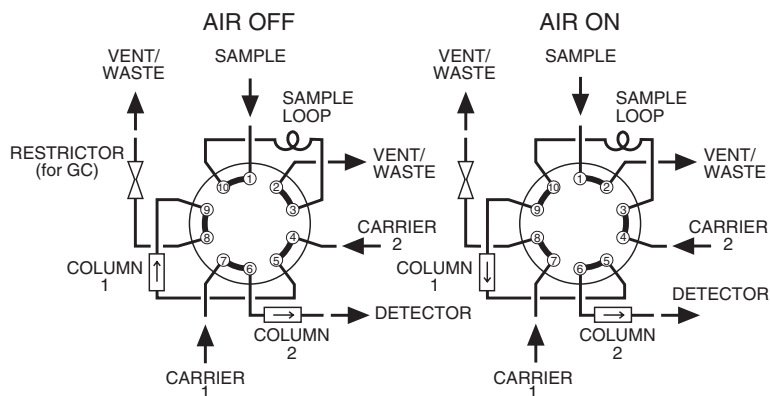 AIR OFF
VENT/
WASTE
SAMPLE
SAMPLE
LOOP
RESTRICTOR
(for GC)
VENT/
WASTE
10
1
2
3
9
8
4
7
6
5
CARRIER
2
COLUMN
1
DETECTOR
COLUMN
2
CARRIER
1
AIR ON
VENT/
WASTE
SAMPLE
SAMPLE
LOOP
VENT/
WASTE
10
1
2
3
9
8
4
7
6
5
CARRIER
2
COLUMN
1
DETECTOR
COLUMN
2
CARRIER
1